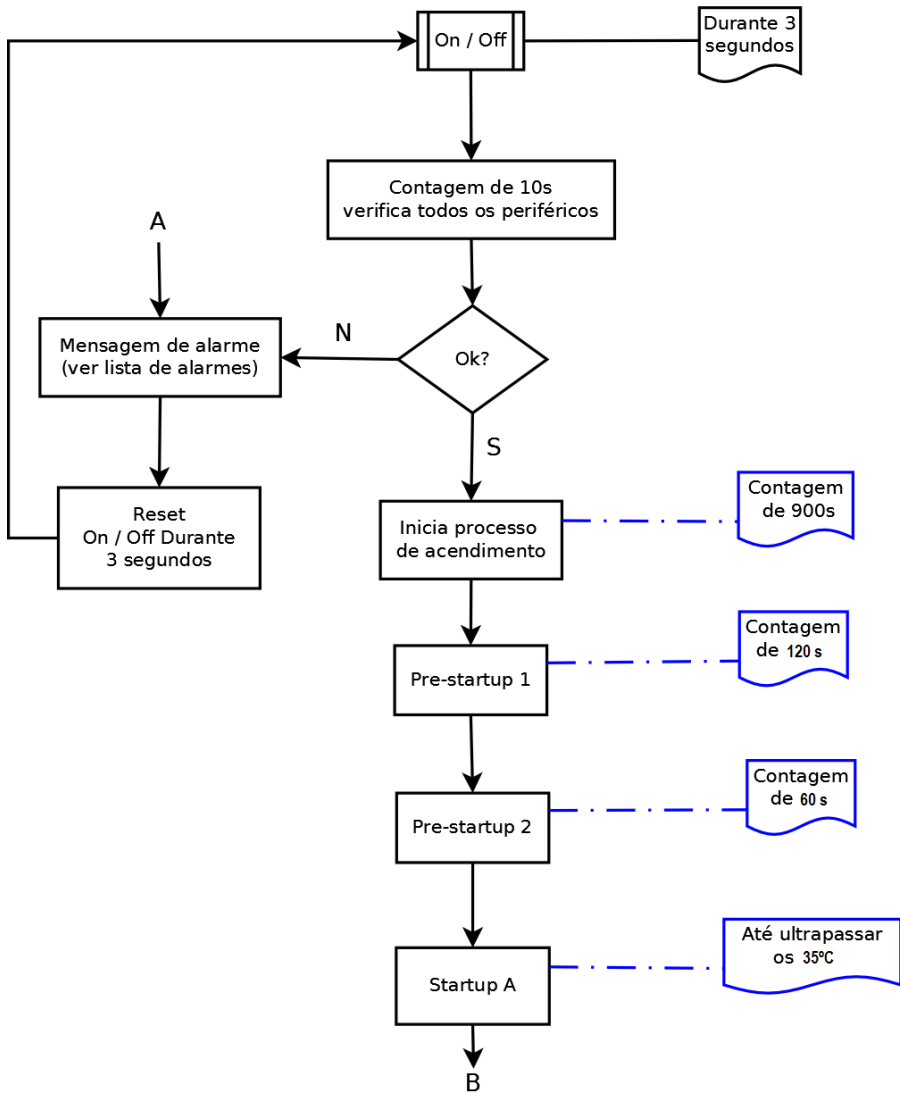 On / Off
Durante 3
segundos
Contagem de 10s
verifica todos os periféricos
A
Mensagem de alarme
(ver lista de alarmes)
N
Ok?
S
Reset
On / Off Durante
3 segundos
Inicia processo
de acendimento
Contagem
de 900s
Pre-startup 1
Contagem
de 120 s
Pre-startup 2
Contagem
de 60 s
Startup A
Até ultrapassar
os 35ºC
B